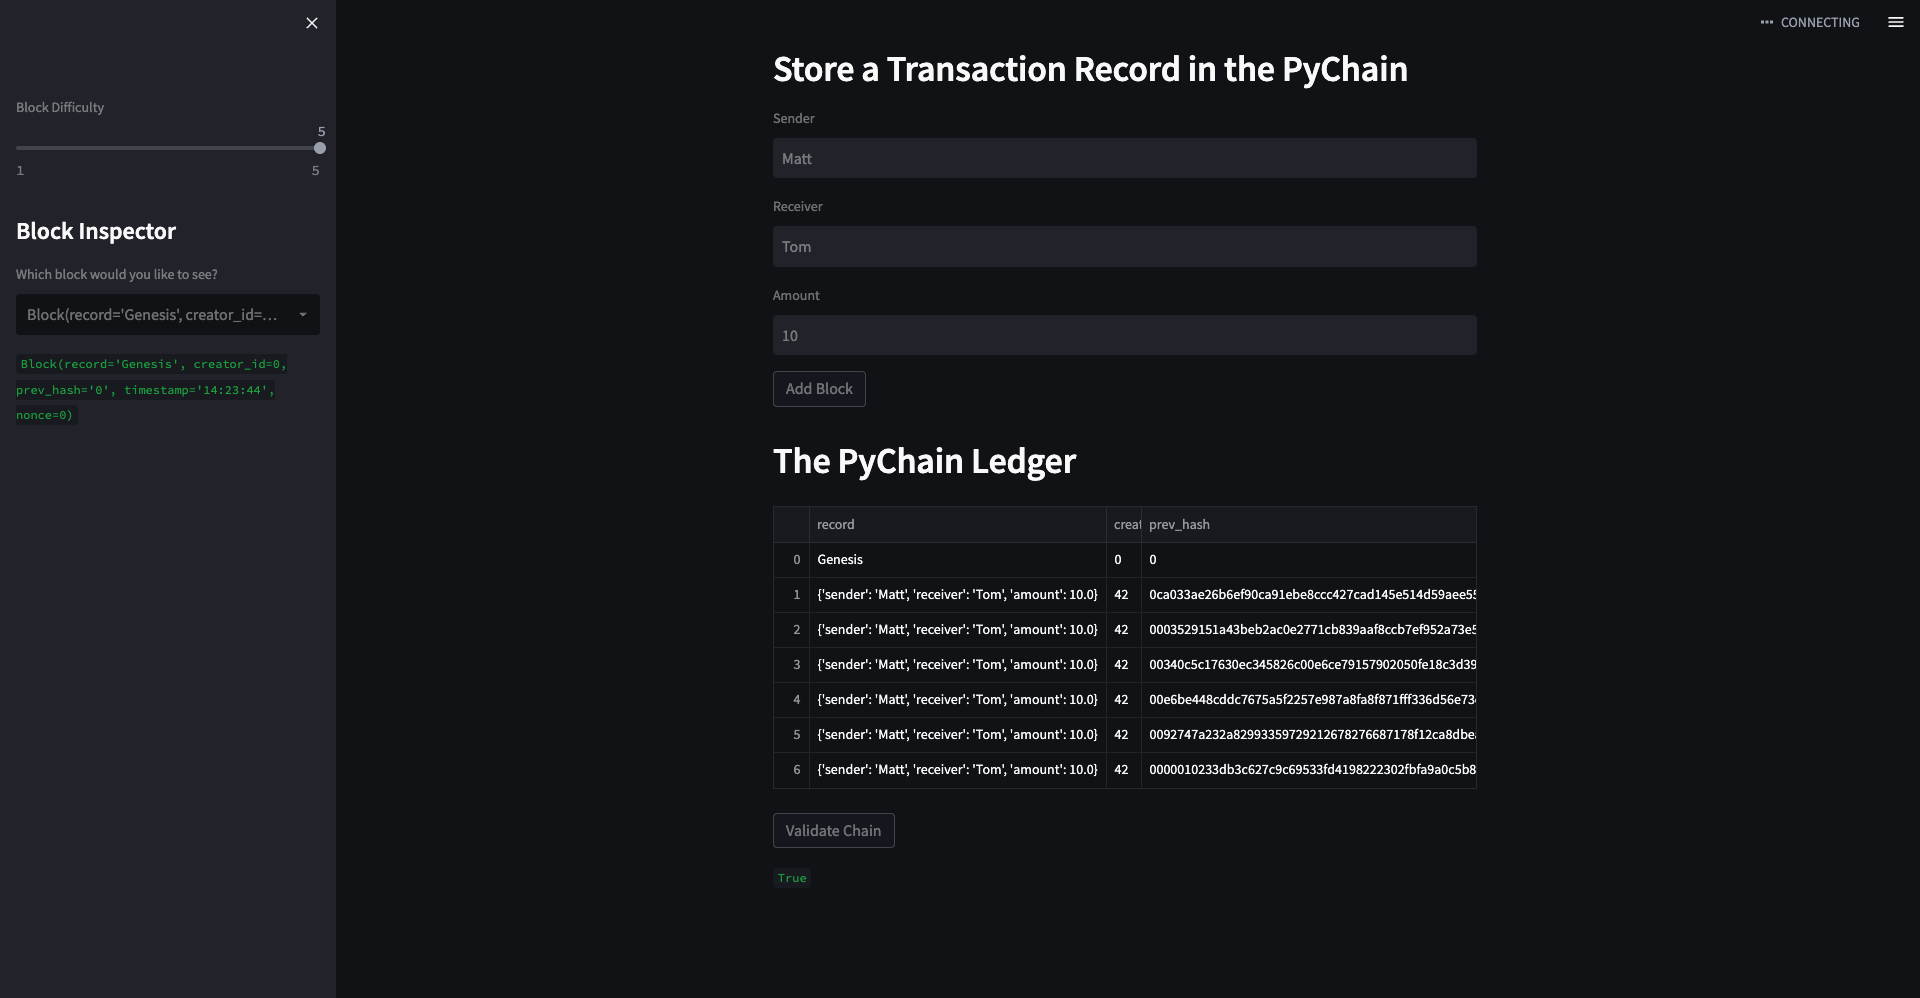 CONNECTING
Block Difficulty
5
1 5
Block Inspector
Which block would you like to see?
Block(record='Genesis', creator_id=...
Block(record='Genesis', creator_id=0,
prev_hash='0', timestamp='14:23:44',
nonce=0)
Store a Transaction Record in the PyChain
Sender
Matt
Receiver
Tom
Amount
10
Add Block
The PyChain Ledger
record creat prev_hash
0 Genesis 0 0
1 {'sender': 'Matt', 'receiver': 'Tom', 'amount': 10.0} 42 0ca033ae26b6ef90ca91ebe8ccc427cad145e514d59aee55
2 {'sender': 'Matt', 'receiver': 'Tom', 'amount': 10.0} 42 0003529151a43beb2ac0e2771cb839aaf8ccb7ef952a73e5
3 {'sender': 'Matt', 'receiver': 'Tom', 'amount': 10.0} 42 00340c5c17630ec345826c00e6ce79157902050fe18c3d39
4 {'sender': 'Matt', 'receiver': 'Tom', 'amount': 10.0} 42 00e6be448cddc7675a5f2257e987a8fa8f871fff336d56e73
5 {'sender': 'Matt', 'receiver': 'Tom', 'amount': 10.0} 42 0092747a232a82993359729212678276687178f12ca8dbe
6 {'sender': 'Matt', 'receiver': 'Tom', 'amount': 10.0} 42 0000010233db3c627c9c69533fd4198222302fbfa9a0c5b8
Validate Chain
True